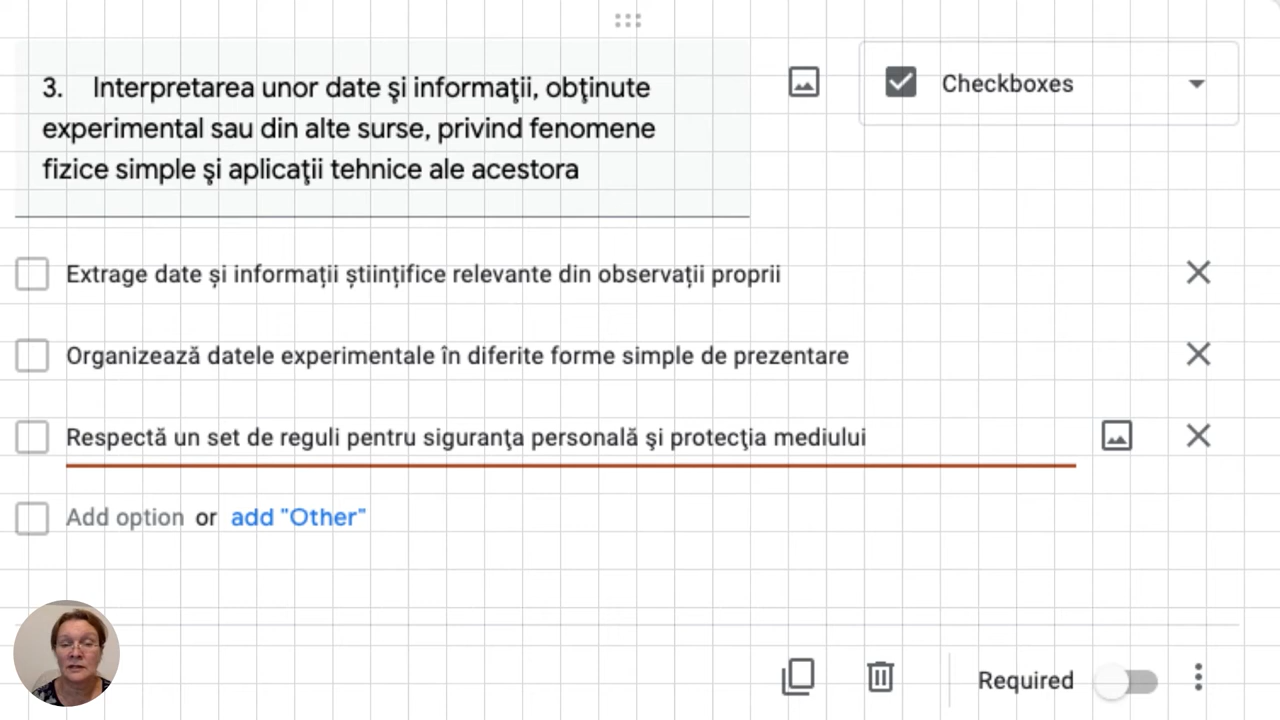 3. Interpretarea unor date şi informaţii, obţinute
experimental sau din alte surse, privind fenomene
fizice simple şi aplicaţii tehnice ale acestora
Checkboxes
Extrage date și informații științifice relevante din observații proprii
Organizează datele experimentale în diferite forme simple de prezentare
Respectă un set de reguli pentru siguranţa personală şi protecţia mediului
Add option or add "Other"
Required